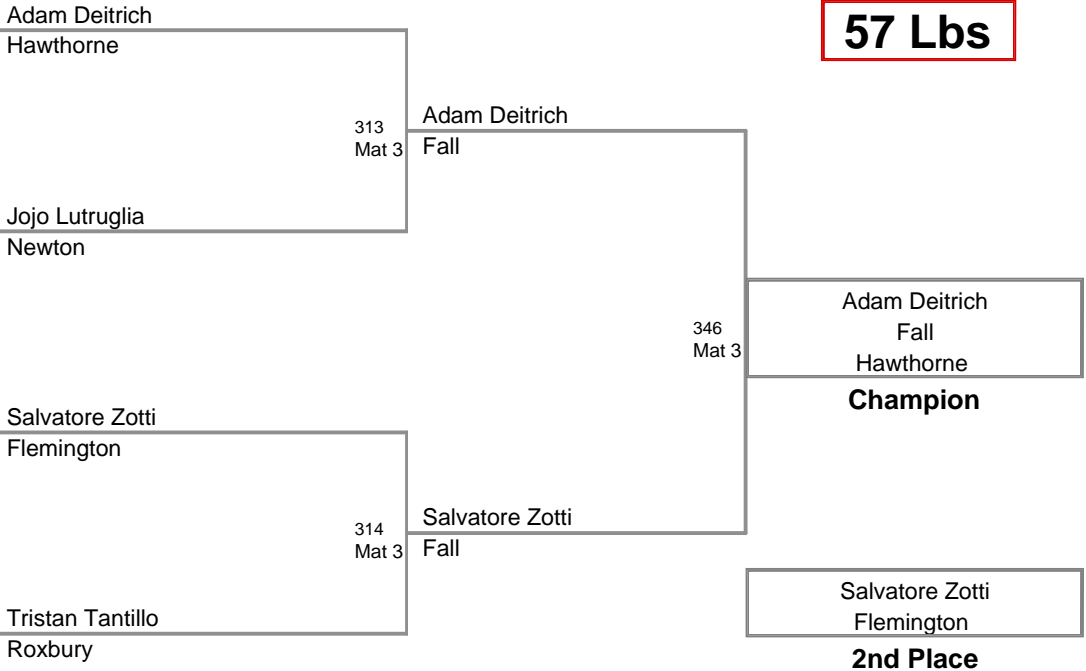 Adam Deitrich
57 Lbs
Hawthorne
313
Mat 3
Adam Deitrich
Fall
Jojo Lutruglia
Newton
346
Mat 3
Adam Deitrich
Fall
Hawthorne
Champion
Salvatore Zotti
Flemington
314
Mat 3
Salvatore Zotti
Fall
Tristan Tantillo
Roxbury
Salvatore Zotti
Flemington
2nd Place